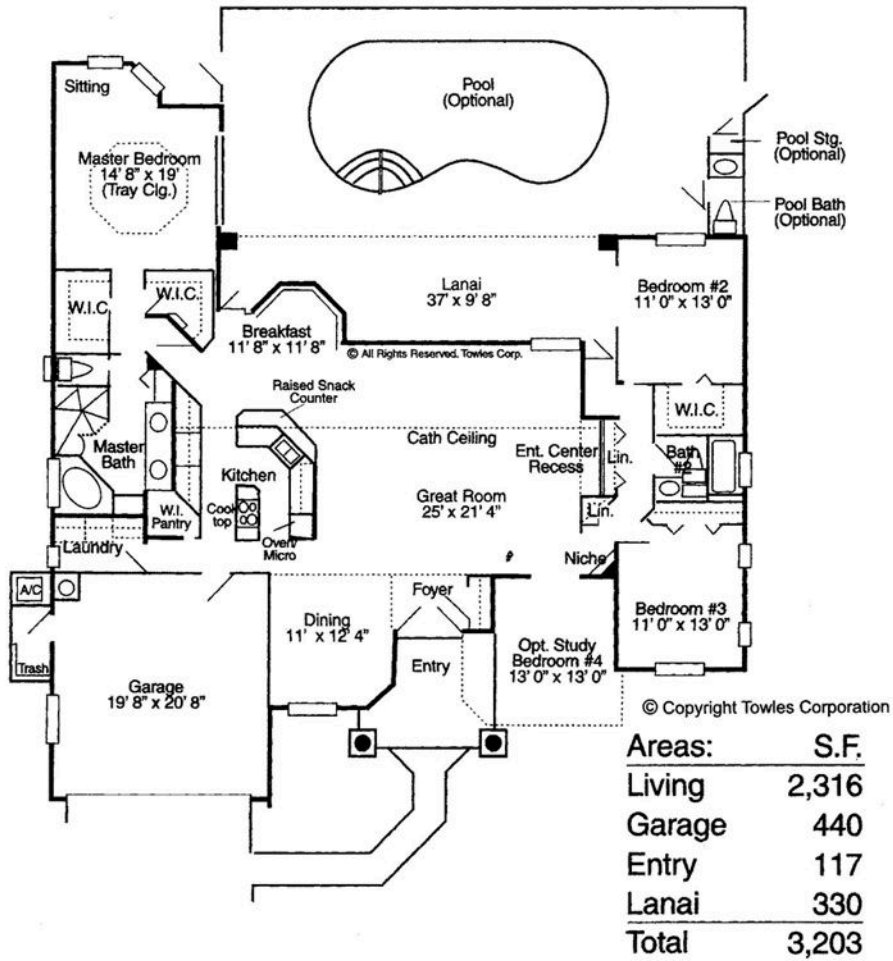 Pool
(Optional)
Sitting
Master Bedroom
14' 8" x 19'
(Tray Clg.)
Pool Stg.
(Optional)
Pool Bath
(Optional)
Lanai
37' x 9' 8"
Bedroom #2
11' 0" x 13' 0"
W.I.C
W.I.C.
Breakfast
11' 8" x 11' 8"
© All Rights Reserved. Towles Corp.
Raised Snack
Counter
W.I.C.
Cath Ceiling
Master
Bath
Ent. Center
Recess
Lin.
Bath
#2
Kitchen
Great Room
25' x 21' 4"
W.I.
Pantry
Cook
top
Lin.
Oven/
Micro
Laundry
Niche
A/C
Foyer
Dining
11' x 12' 4"
Bedroom #3
11' 0" x 13' 0"
Opt. Study
Bedroom #4
13' 0" x 13' 0"
Entry
Trash
Garage
19' 8" x 20' 8"
© Copyright Towles Corporation
Areas: S.F.
Living 2,316
Garage 440
Entry 117
Lanai 330
Total 3,203